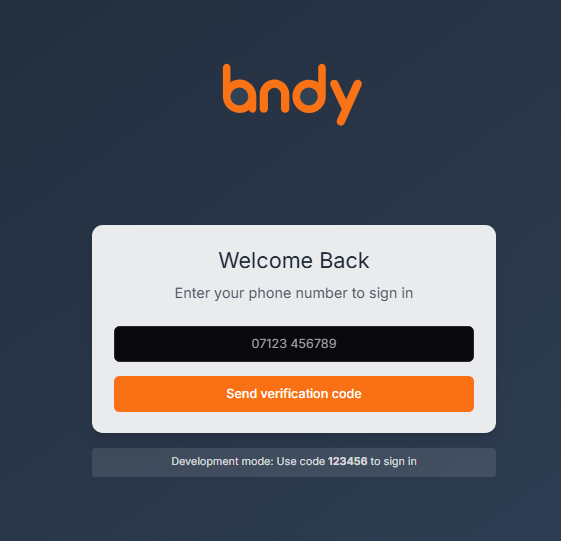 bndy
Welcome Back
Enter your phone number to sign in
07123 456789
Send verification code
Development mode: Use code 123456 to sign in